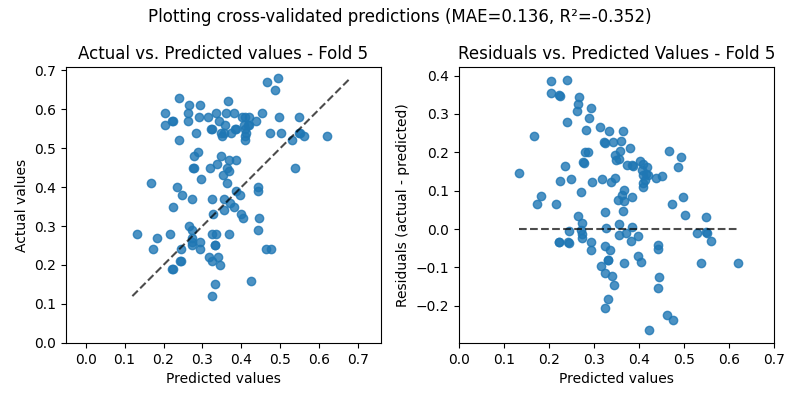 Plotting cross-validated predictions (MAE=0.136, R²=-0.352)
Actual vs. Predicted values - Fold 5
Actual values
0.7
0.6
0.5
0.4
0.3
0.2
0.1
0.0
0.0 0.1 0.2 0.3 0.4 0.5 0.6 0.7
Predicted values
Residuals vs. Predicted Values - Fold 5
Residuals (actual - predicted)
0.4
0.3
0.2
0.1
0.0
−0.1
−0.2
0.0 0.1 0.2 0.3 0.4 0.5 0.6 0.7
Predicted values